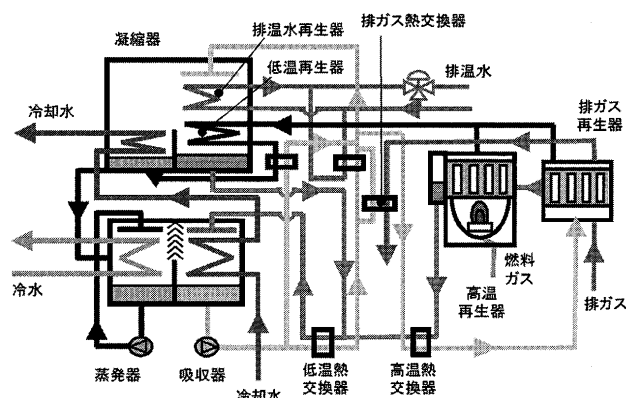 排ガス熱交換器
排温水再生器
凝縮器
低温再生器
排温水
冷却水
排ガス
再生器
燃料
ガス
冷水
高温
再生器
排ガス
蒸発器
吸収器
低温熱
交換器
高温熱
交換器
冷却水